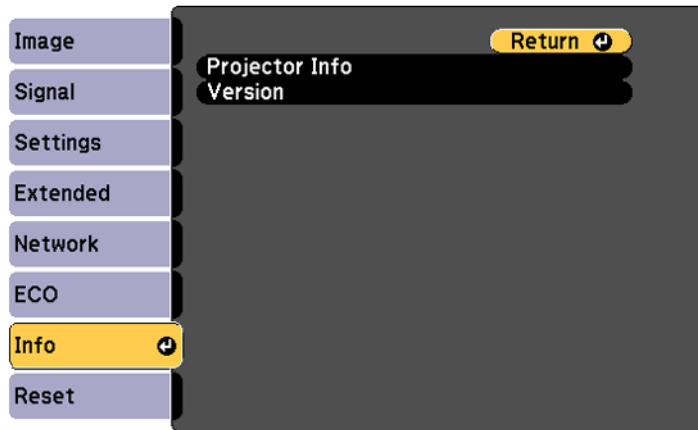 Image
Signal
Settings
Extended
Network
ECO
Info
Reset
Return
Projector Info
Version